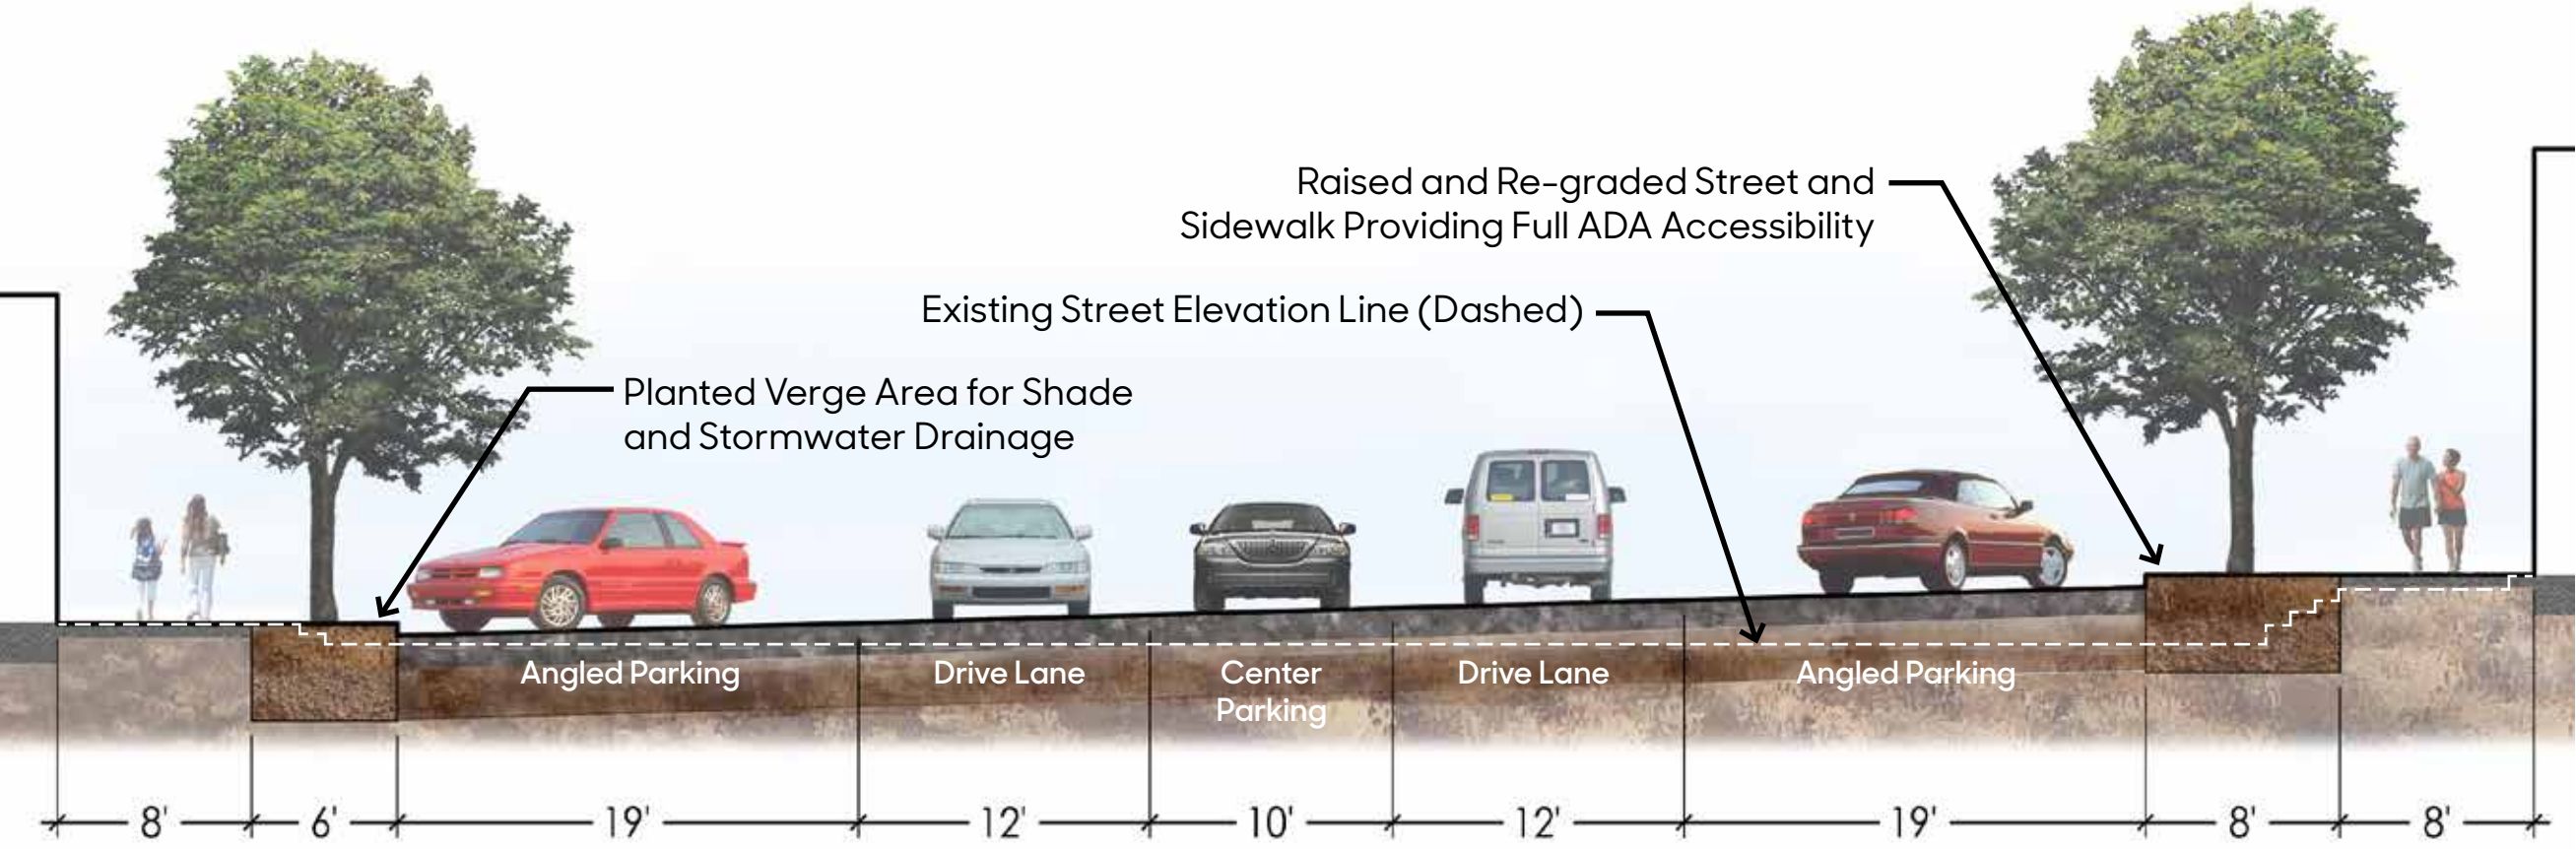 Raised and Re-graded Street and
Sidewalk Providing Full ADA Accessibility
Existing Street Elevation Line (Dashed)
Planted Verge Area for Shade
and Stormwater Drainage
Angled Parking
Drive Lane
Center
Parking
Drive Lane
Angled Parking
8'
6'
19'
12'
10'
12'
19'
8'
8'